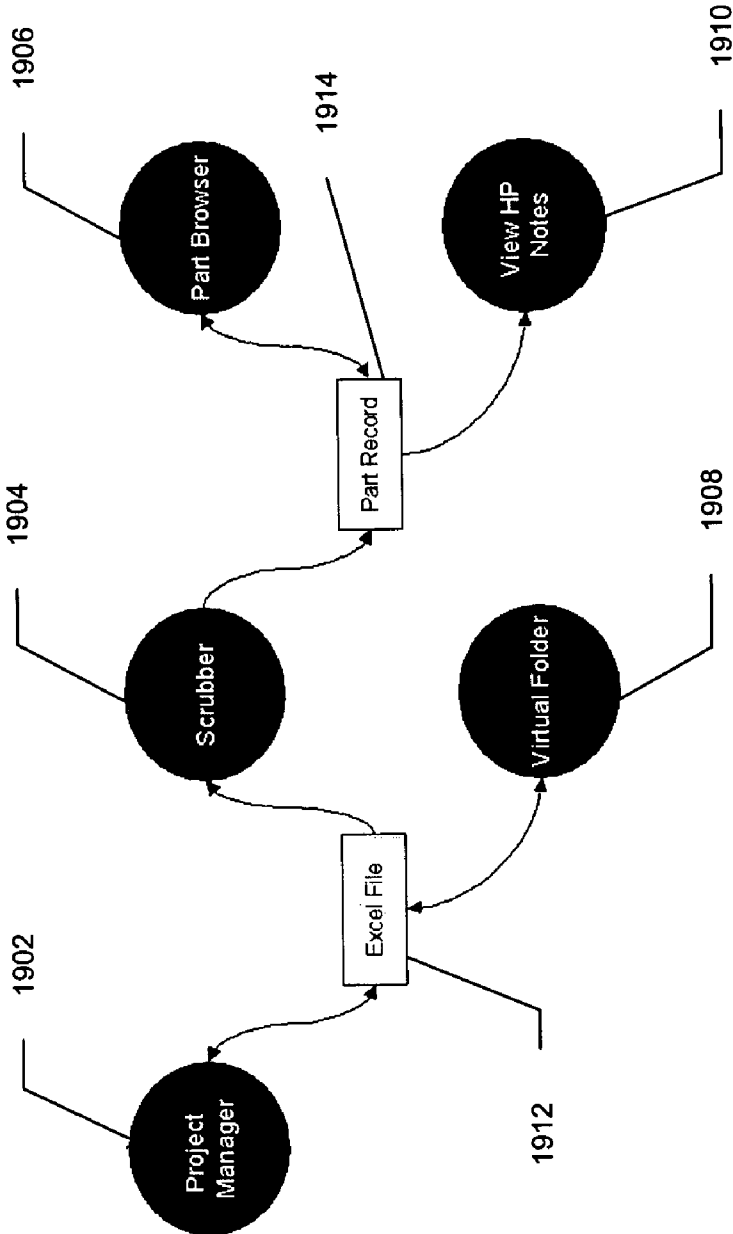 1902
1904
1906
Project
Manager
Scrubber
Part Browser
1914
Excel File
Part Record
Virtual Folder
View HP
Notes
1912
1908
1910